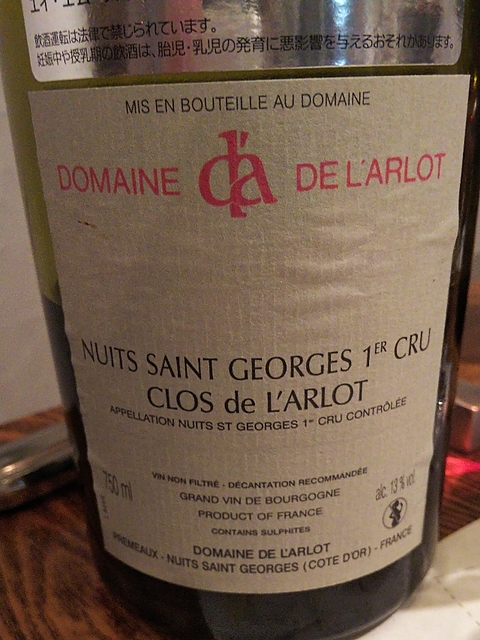 飲酒運転は法律で禁じられています。
妊娠中や授乳期の飲酒は、胎児・乳児の発育に悪影響を与えるおそれがあります。
MIS EN BOUTEILLE AU DOMAINE
DOMAINE d'a DE L'ARLOT
NUITS SAINT GEORGES 1ER CRU
CLOS de L'ARLOT
APPELLATION NUITS ST GEORGES 1er CRU CONTRÔLÉE
VIN NON FILTRÉ - DÉCANTATION RECOMMANDÉE
750 ml
GRAND VIN DE BOURGOGNE
alc. 13 % vol.
PRODUCT OF FRANCE
CONTAINS SULPHITES
DOMAINE DE L'ARLOT
PREMEAUX - NUITS SAINT GEORGES (COTE D'OR) - FRANCE